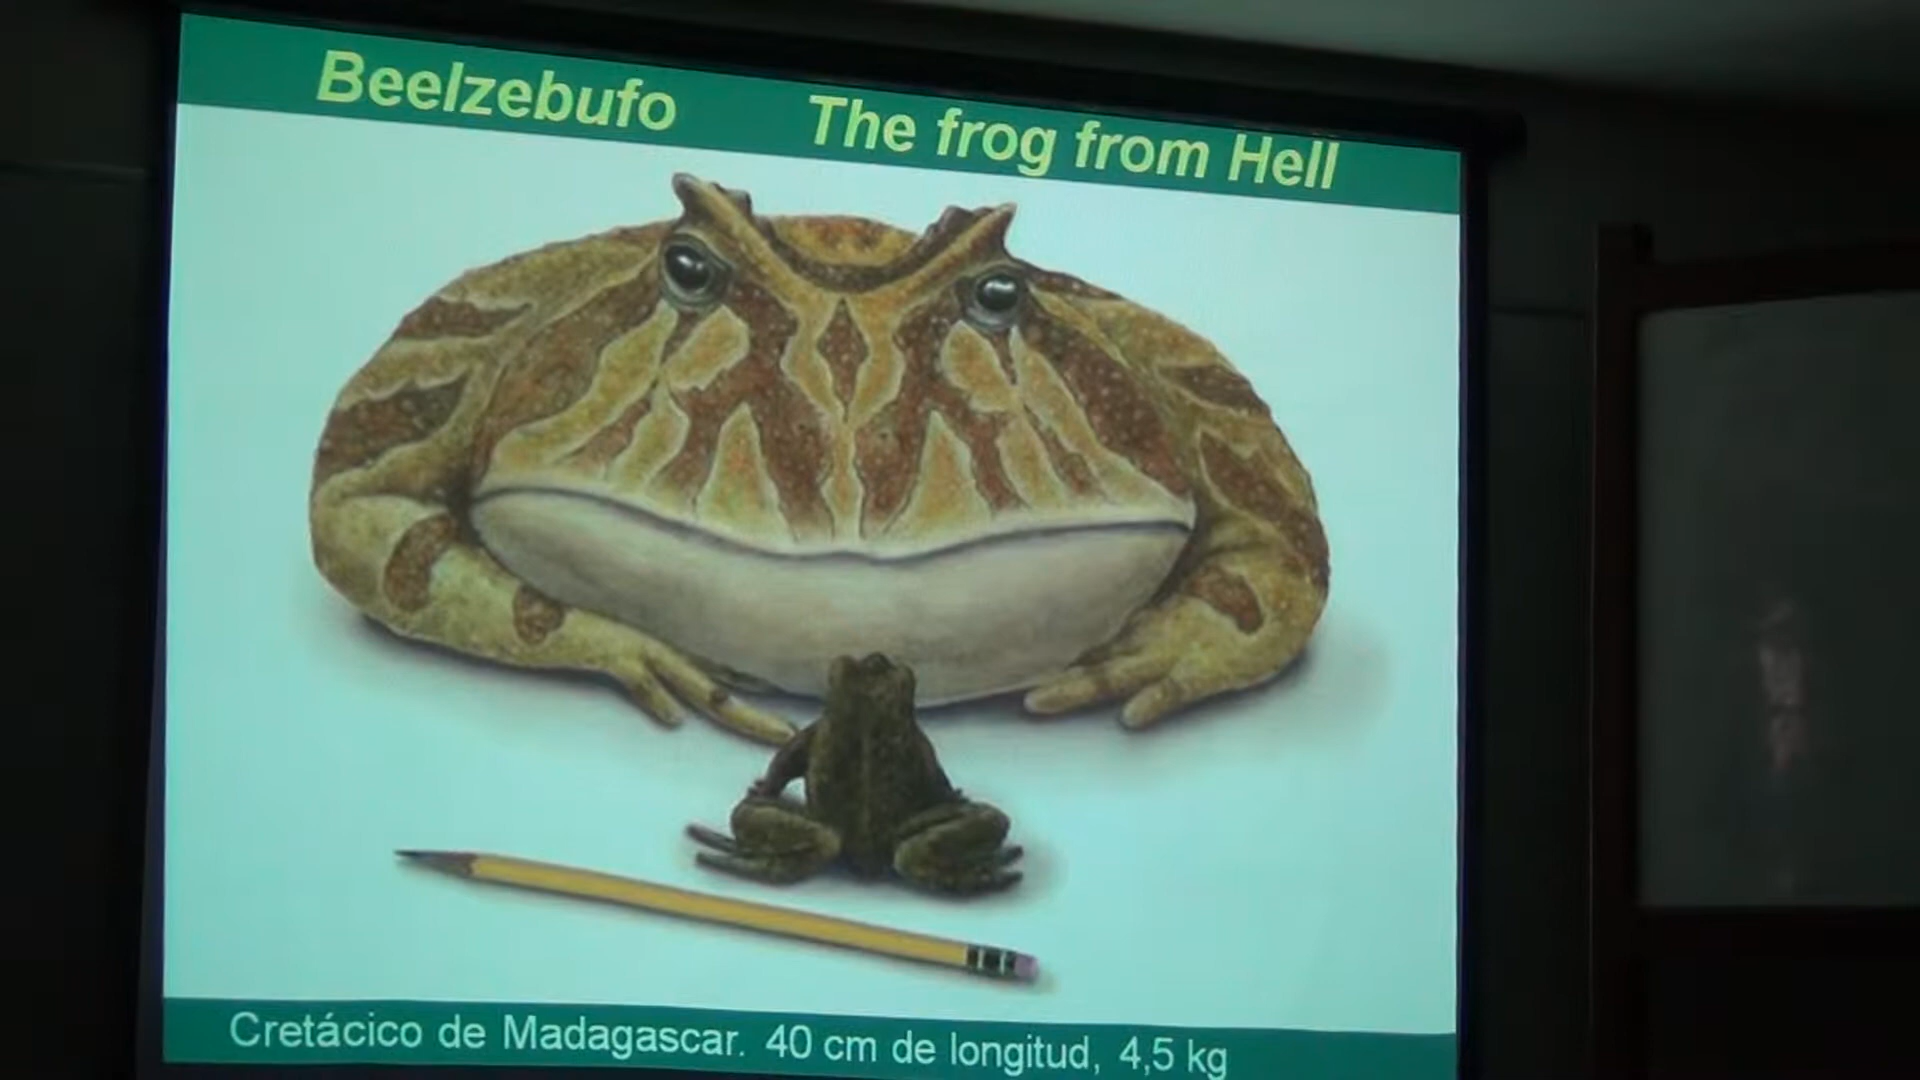 Beelzebufo The frog from Hell
Cretácico de Madagascar. 40 cm de longitud, 4,5 kg